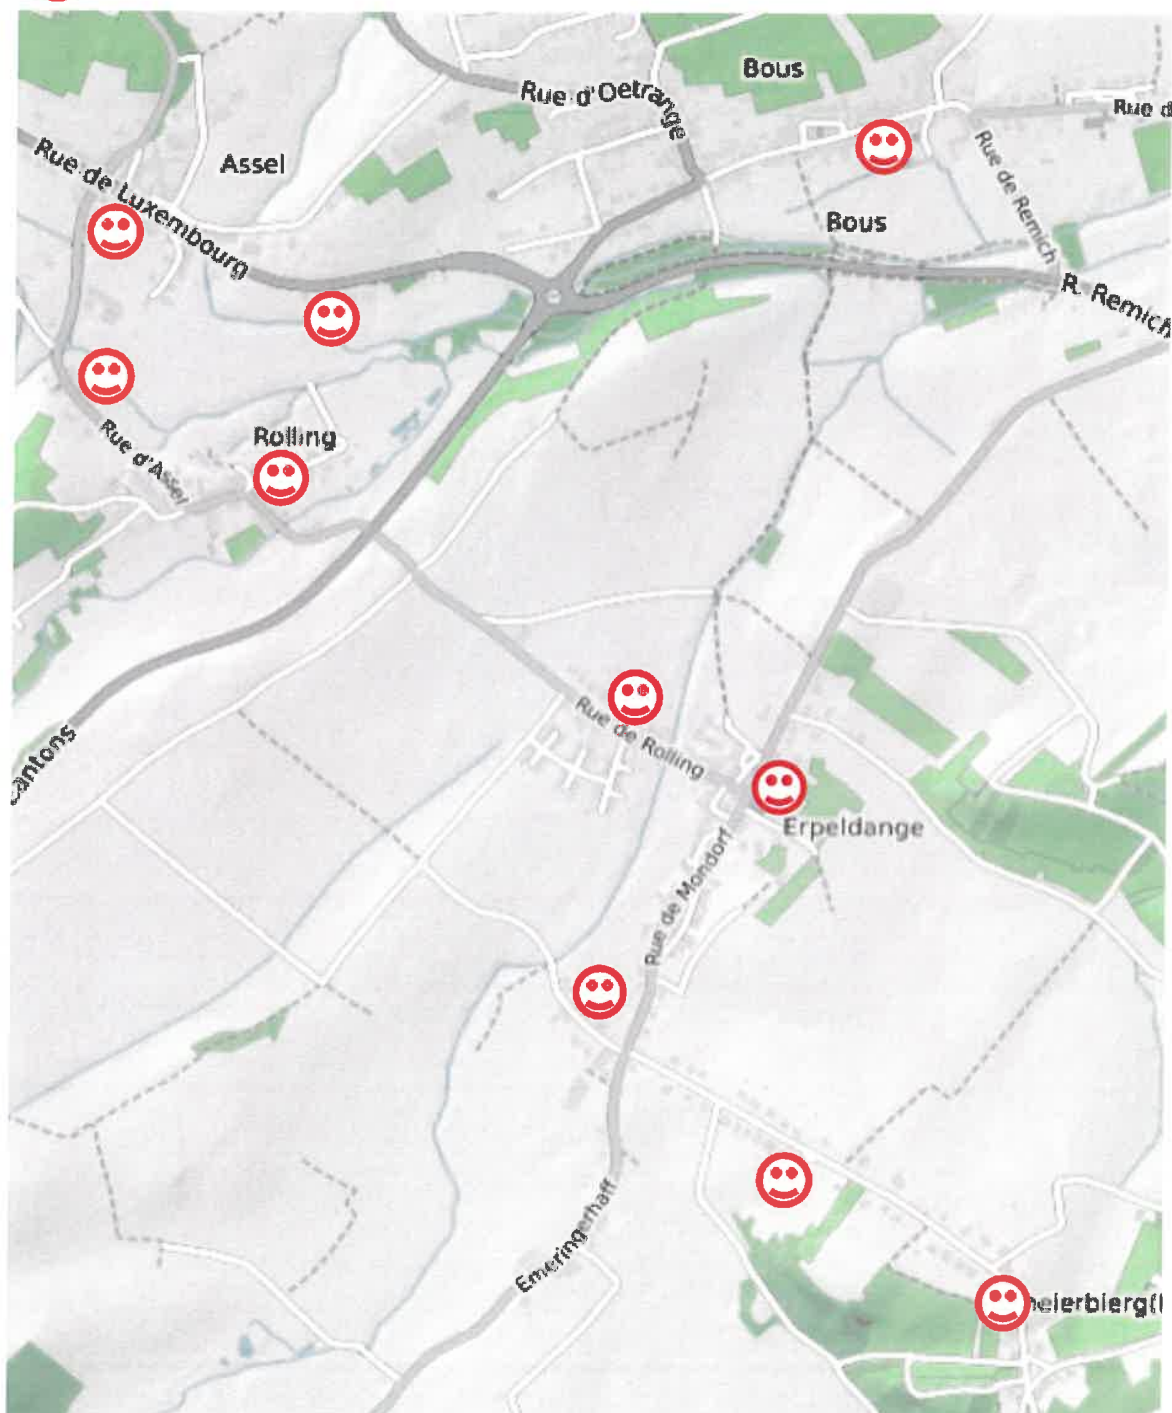 Bous
Rue d'Oetrange
Rue d
Rue de Luxembourg
Assel
Rue de Remich
Bous
R. Remich
Rue d'Assel
Rolling
cantons
Rue de Rolling
Erpeldange
Rue de Mondorf
Emeringerhaff
elerbierg(l